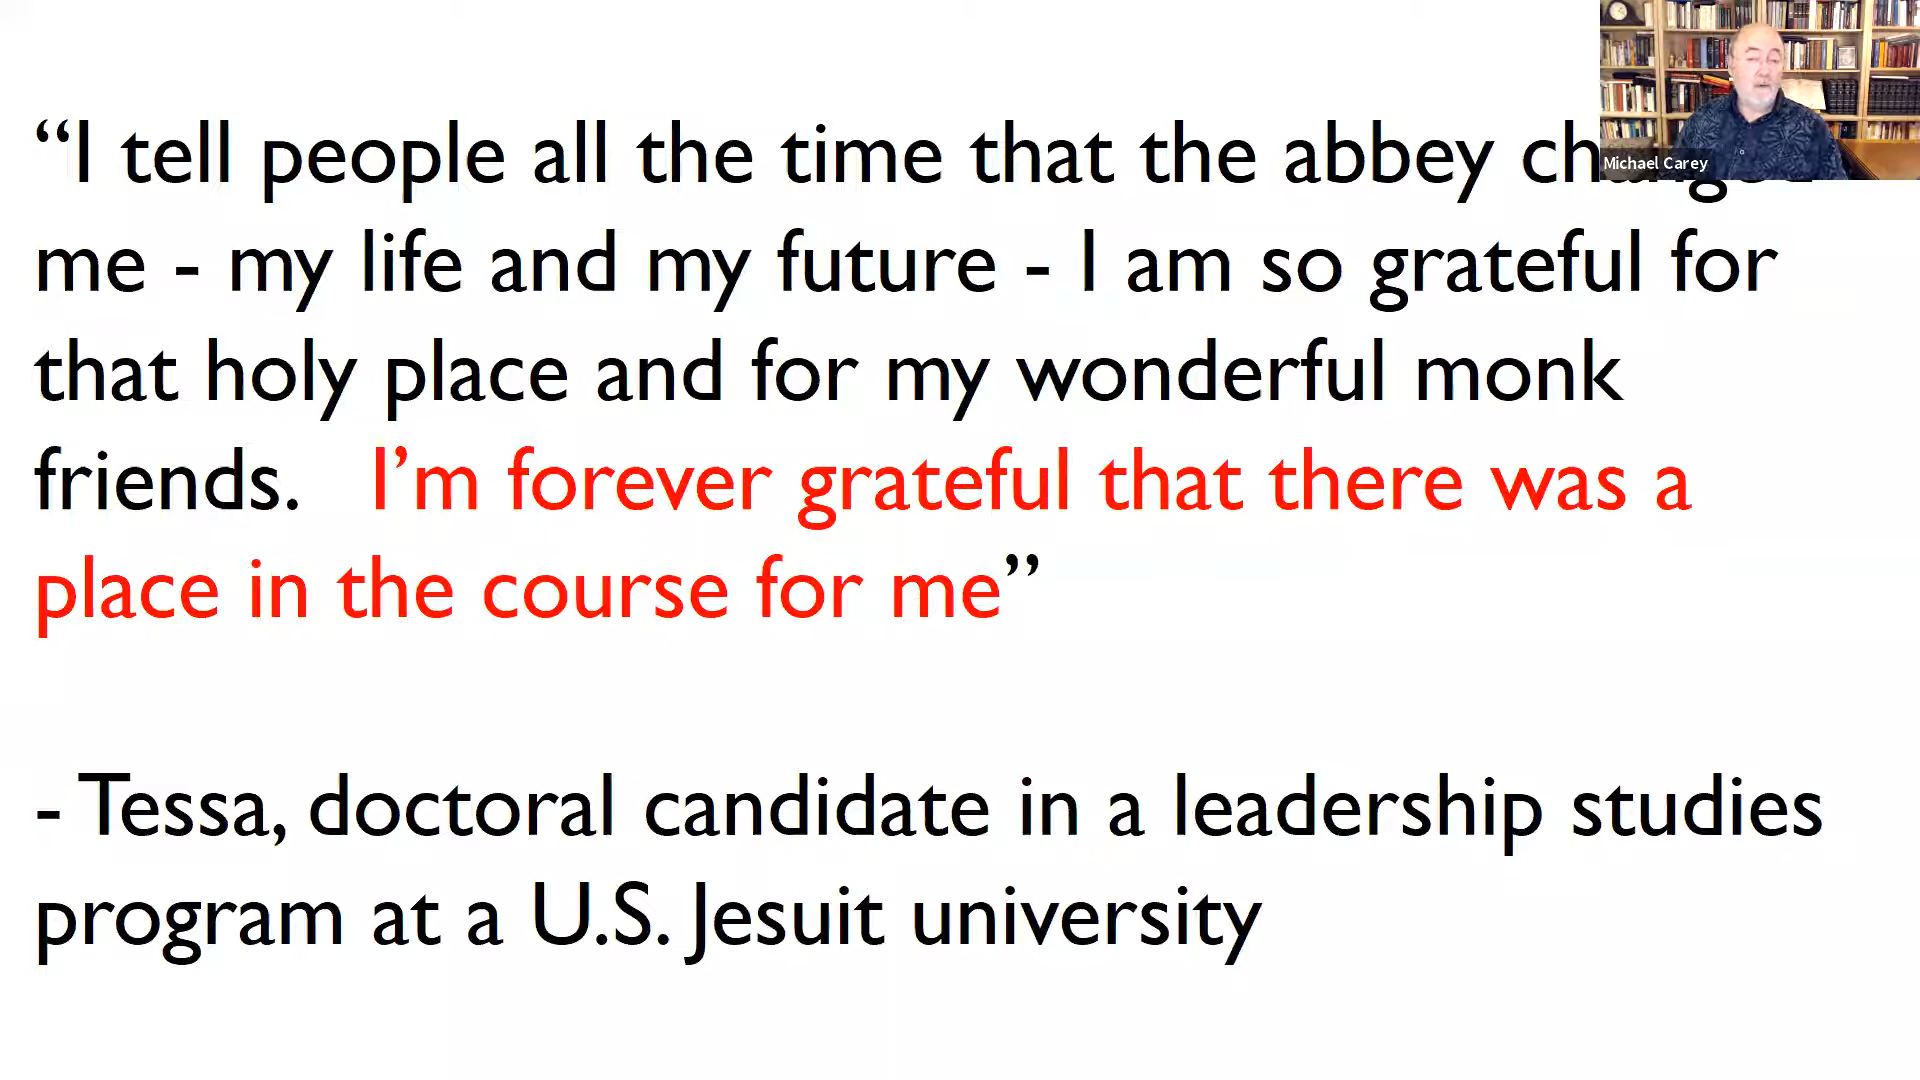 “I tell people all the time that the abbey changed
me - my life and my future - I am so grateful for
that holy place and for my wonderful monk
friends. I’m forever grateful that there was a
place in the course for me”
- Tessa, doctoral candidate in a leadership studies
program at a U.S. Jesuit university
Michael Carey